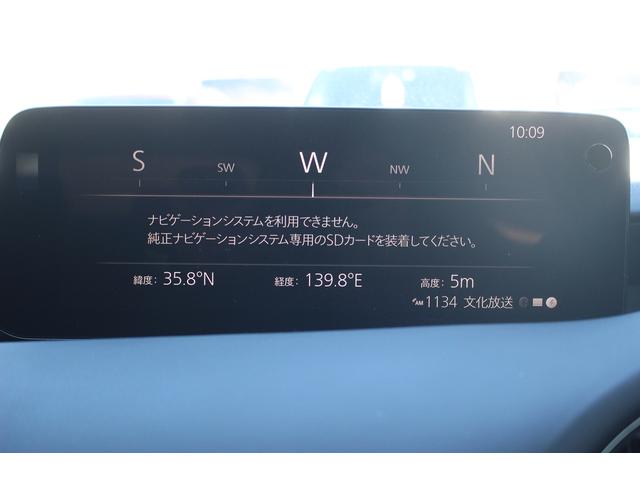 10:09
S SW W NW N
ナビゲーションシステムを利用できません。
純正ナビゲーションシステム専用のSDカードを装着してください。
緯度: 35.8°N 経度: 139.8°E 高度: 5m
AM 1134 文化放送